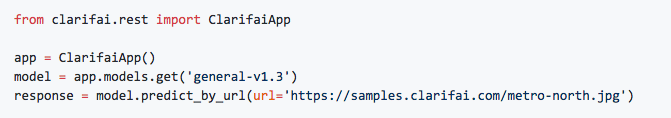 from clarifai.rest import ClarifaiApp
app = ClarifaiApp()
model = app.models.get('general-v1.3')
response = model.predict_by_url(url='https://samples.clarifai.com/metro-north.jpg')